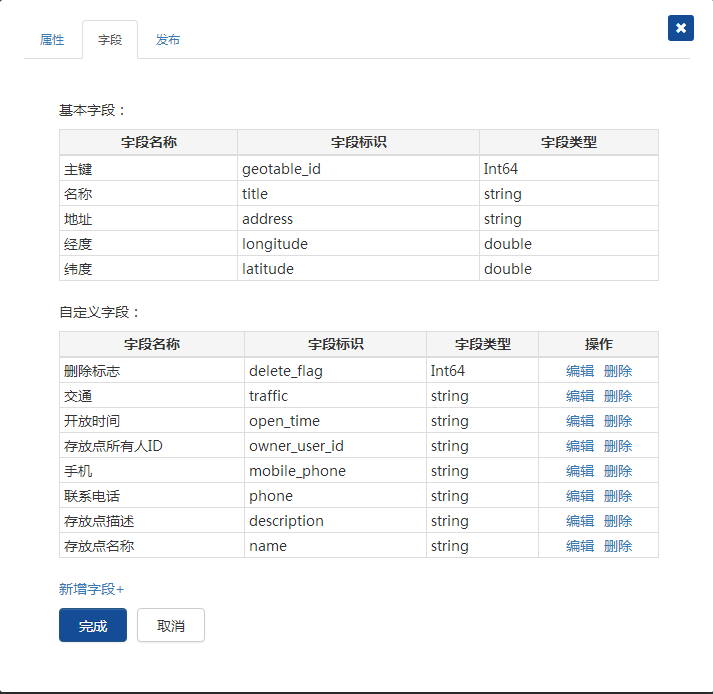 属性 字段 发布
基本字段：
字段名称 字段标识 字段类型
主键 geotable_id Int64
名称 title string
地址 address string
经度 longitude double
纬度 latitude double
自定义字段：
字段名称 字段标识 字段类型 操作
删除标志 delete_flag Int64 编辑 删除
交通 traffic string 编辑 删除
开放时间 open_time string 编辑 删除
存放点所有人ID owner_user_id string 编辑 删除
手机 mobile_phone string 编辑 删除
联系电话 phone string 编辑 删除
存放点描述 description string 编辑 删除
存放点名称 name string 编辑 删除
新增字段+
完成 取消